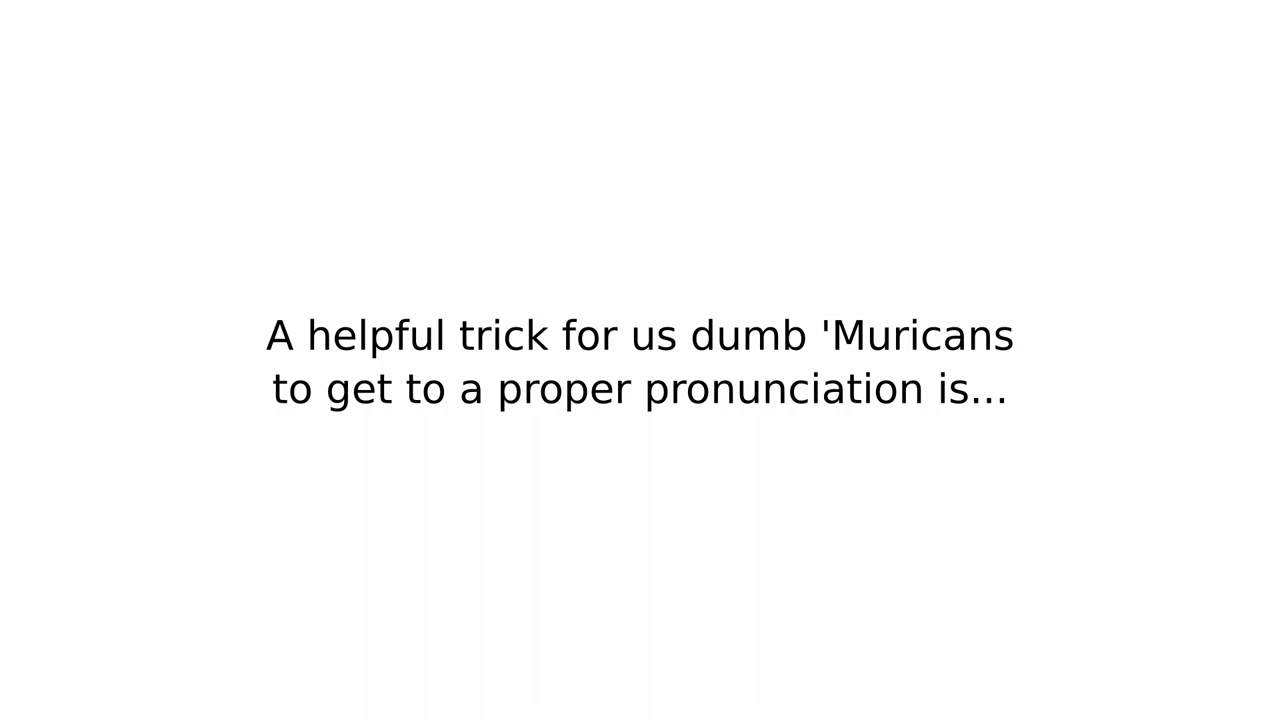 A helpful trick for us dumb 'Muricans
to get to a proper pronunciation is...